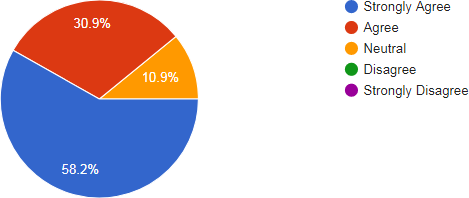 30.9%
10.9%
58.2%
Strongly Agree
Agree
Neutral
Disagree
Strongly Disagree